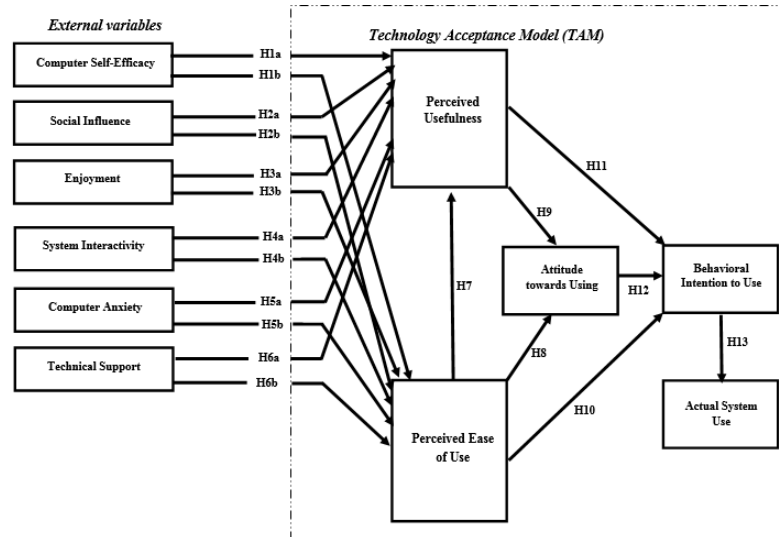 External variables
Technology Acceptance Model (TAM)
Computer Self-Efficacy
H1a
H1b
Social Influence
H2a
H2b
Enjoyment
H3a
H3b
System Interactivity
H4a
H4b
Computer Anxiety
H5a
H5b
Technical Support
H6a
H6b
Perceived
Usefulness
H11
H9
H7
Attitude
towards Using
H12
Behavioral
Intention to Use
H8
H13
Perceived Ease
of Use
H10
Actual System
Use